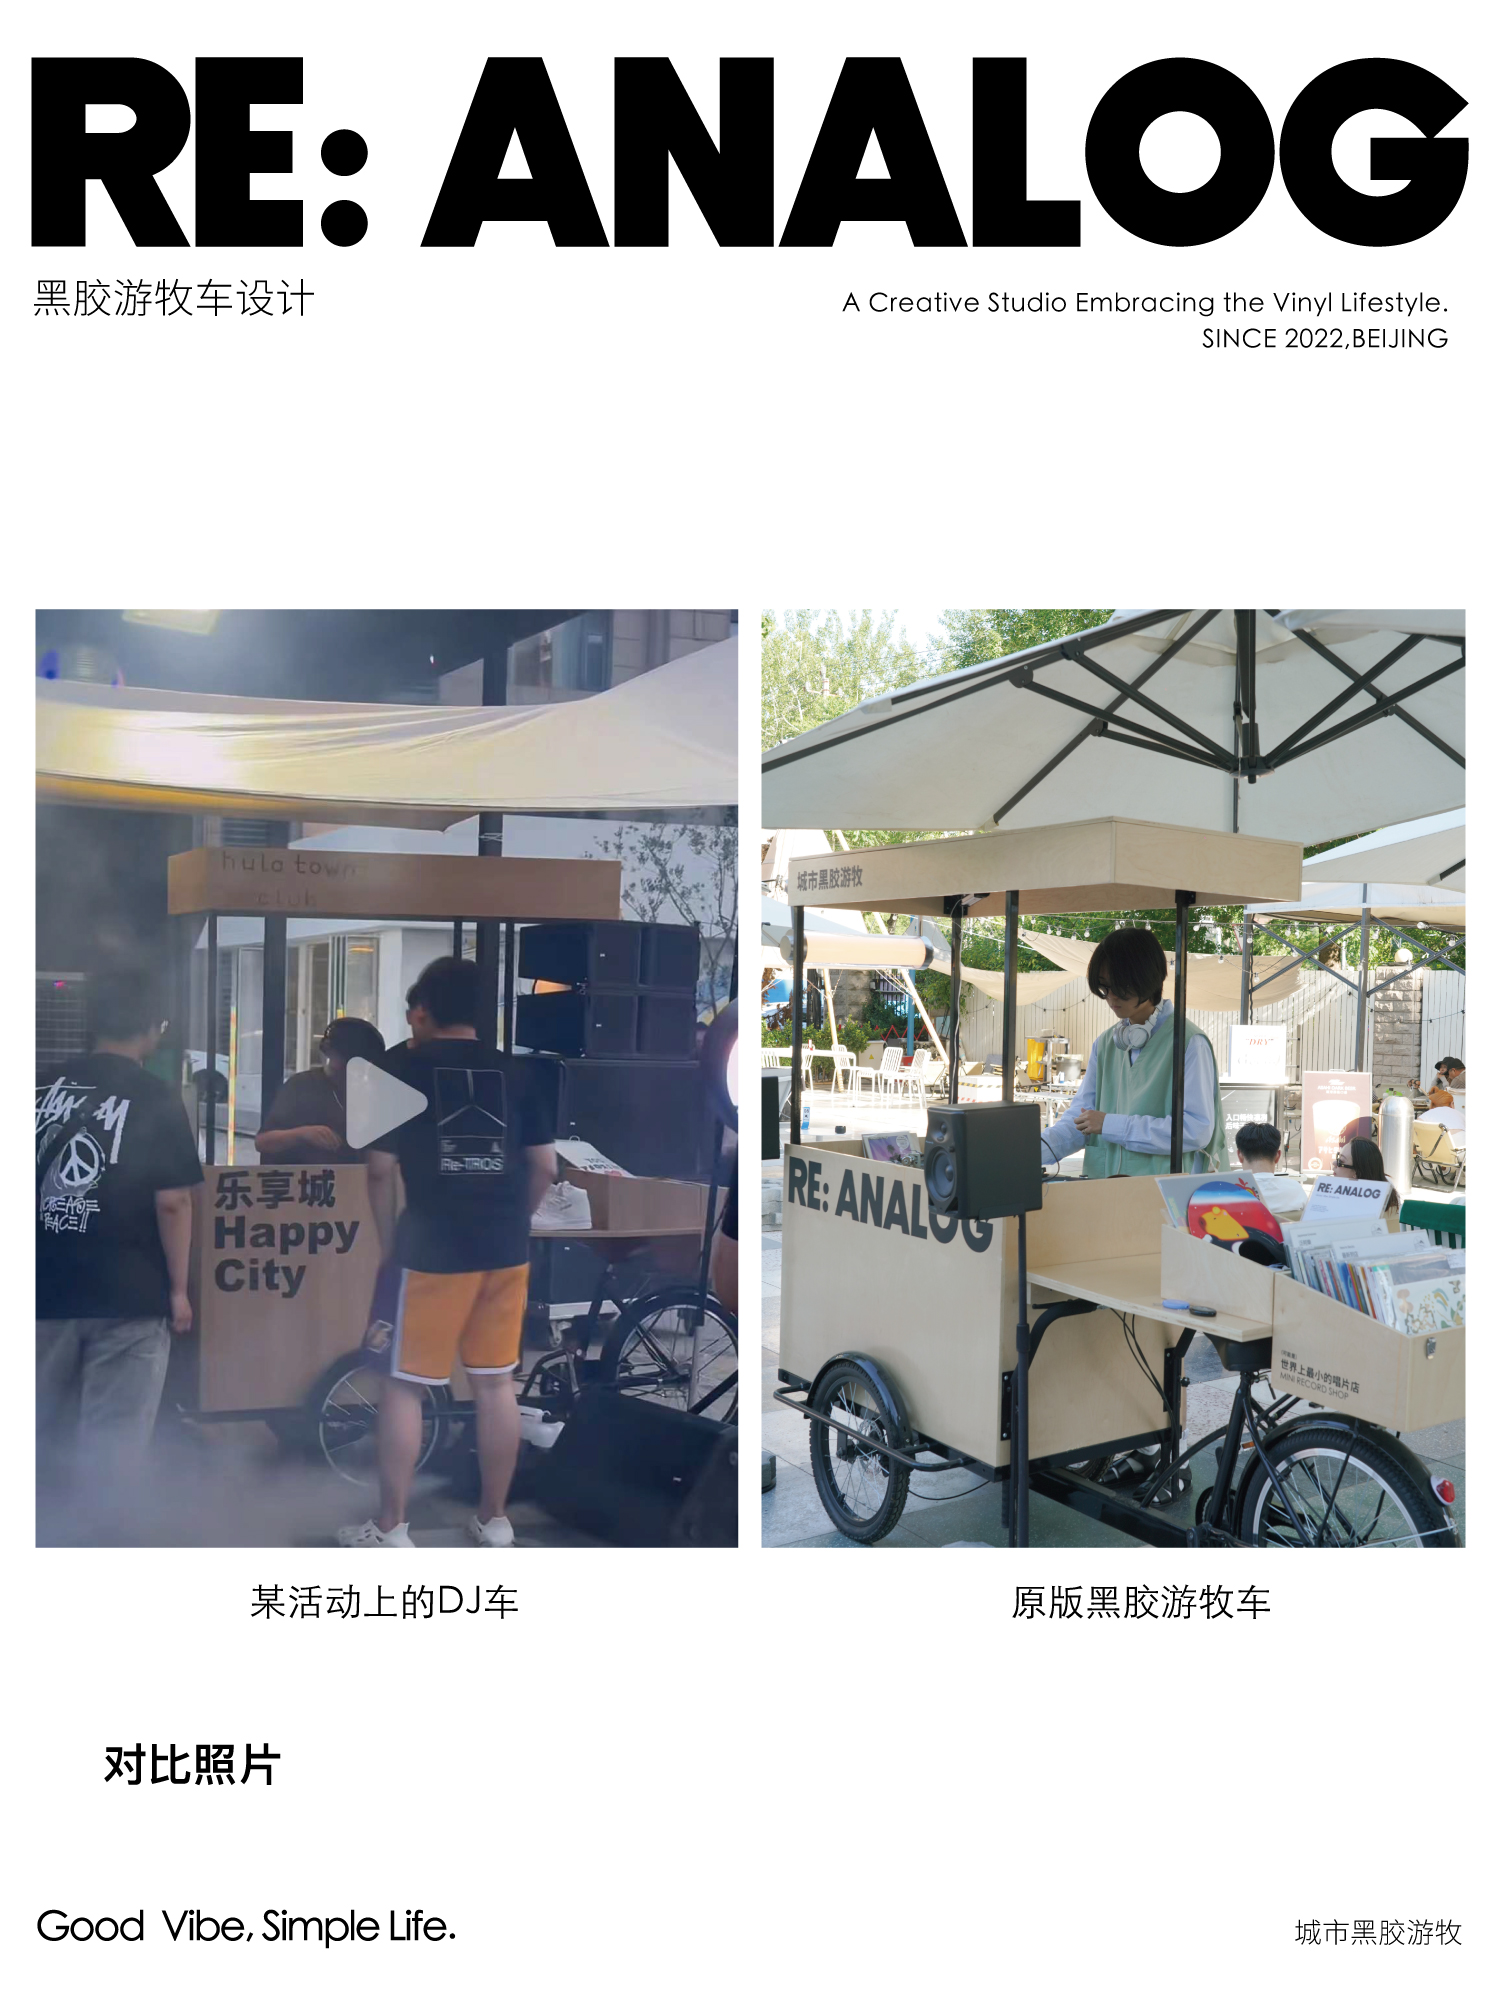 RE: ANALOG
黑胶游牧车设计
A Creative Studio Embracing the Vinyl Lifestyle.
SINCE 2022,BEIJING
hula town
club
乐享城
Happy
City
Re-TROS
城市黑胶游牧
RE: ANALOG
RE: ANALOG
世界上最小的唱片店
MINI RECORD SHOP
某活动上的DJ车
原版黑胶游牧车
对比照片
Good Vibe, Simple Life.
城市黑胶游牧